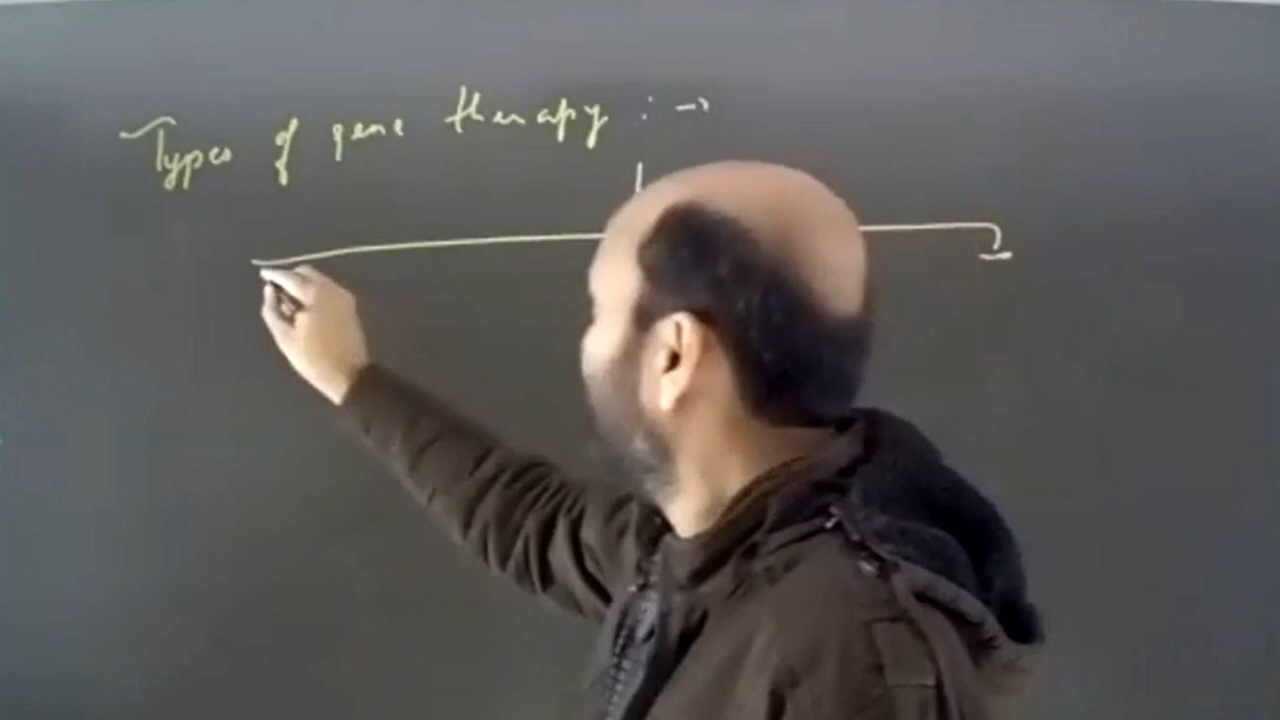 Types of gene therapy : →